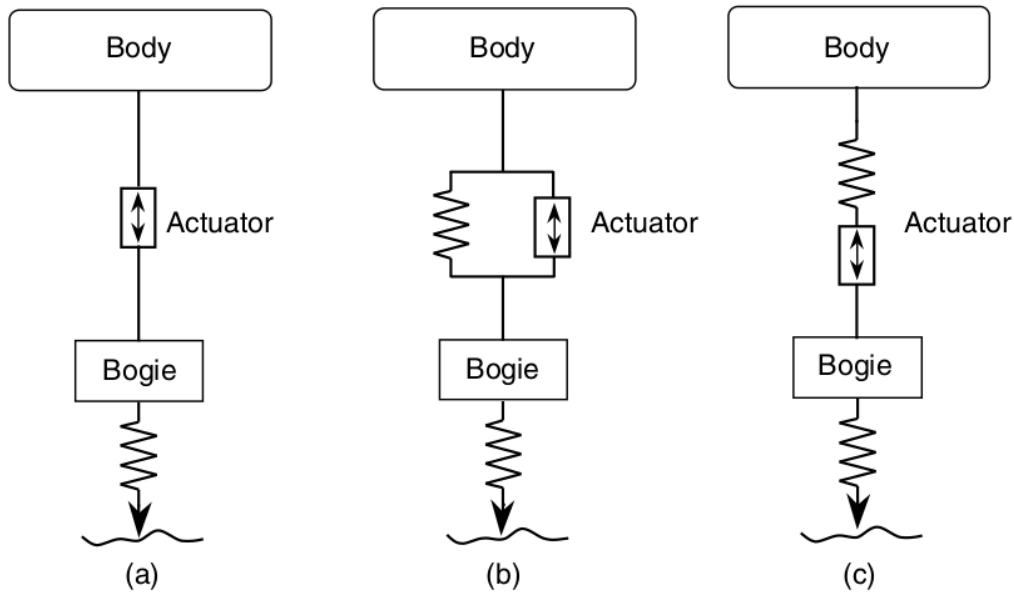 Body
Body
Body
Actuator
Actuator
Actuator
Bogie
Bogie
Bogie
(a)
(b)
(c)